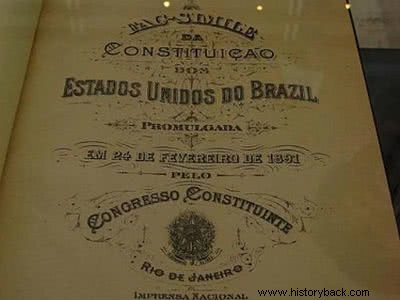 FAC-SIMILE
DA
CONSTITUIÇÃO
DOS
ESTADOS UNIDOS DO BRAZIL
PROMULGADA
EM 24 DE FEVEREIRO DE 1891
PELO
CONGRESSO CONSTITUINTE
RIO DE JANEIRO
IMPRENSA NACIONAL
www.historyback.com